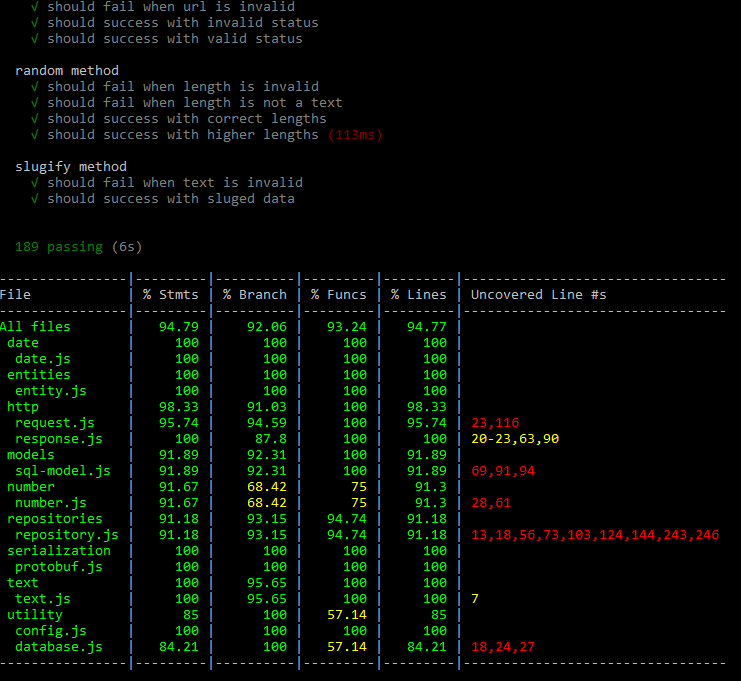 √ should fail when url is invalid
√ should success with invalid status
√ should success with valid status
random method
√ should fail when length is invalid
√ should fail when length is not a text
√ should success with correct lengths
√ should success with higher lengths (113ms)
slugify method
√ should fail when text is invalid
√ should success with sluged data
189 passing (6s)
----------------|---------|----------|---------|---------|---------------------------------
File | % Stmts | % Branch | % Funcs | % Lines | Uncovered Line #s
----------------|---------|----------|---------|---------|---------------------------------
All files | 94.79 | 92.06 | 93.24 | 94.77 |
date | 100 | 100 | 100 | 100 |
date.js | 100 | 100 | 100 | 100 |
entities | 100 | 100 | 100 | 100 |
entity.js | 100 | 100 | 100 | 100 |
http | 98.33 | 91.03 | 100 | 98.33 |
request.js | 95.74 | 94.59 | 100 | 95.74 | 23,116
response.js | 100 | 87.8 | 100 | 100 | 20-23,63,90
models | 91.89 | 92.31 | 100 | 91.89 |
sql-model.js | 91.89 | 92.31 | 100 | 91.89 | 69,91,94
number | 91.67 | 68.42 | 75 | 91.3 |
number.js | 91.67 | 68.42 | 75 | 91.3 | 28,61
repositories | 91.18 | 93.15 | 94.74 | 91.18 |
repository.js | 91.18 | 93.15 | 94.74 | 91.18 | 13,18,56,73,103,124,144,243,246
serialization | 100 | 100 | 100 | 100 |
protobuf.js | 100 | 100 | 100 | 100 |
text | 100 | 95.65 | 100 | 100 |
text.js | 100 | 95.65 | 100 | 100 | 7
utility | 85 | 100 | 57.14 | 85 |
config.js | 100 | 100 | 100 | 100 |
database.js | 84.21 | 100 | 57.14 | 84.21 | 18,24,27
----------------|---------|----------|---------|---------|---------------------------------